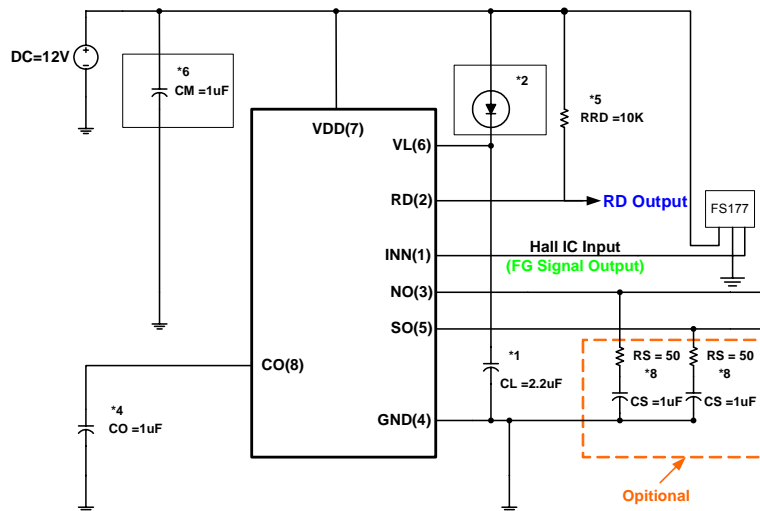 DC=12V
*6
CM =1uF
*2
*5
RRD =10K
VDD(7)
VL(6)
RD(2)
RD Output
FS177
INN(1)
Hall IC Input
(FG Signal Output)
NO(3)
SO(5)
CO(8)
*1
CL =2.2uF
RS = 50
*8
CS =1uF
RS = 50
*8
CS =1uF
*4
CO =1uF
GND(4)
Opitional